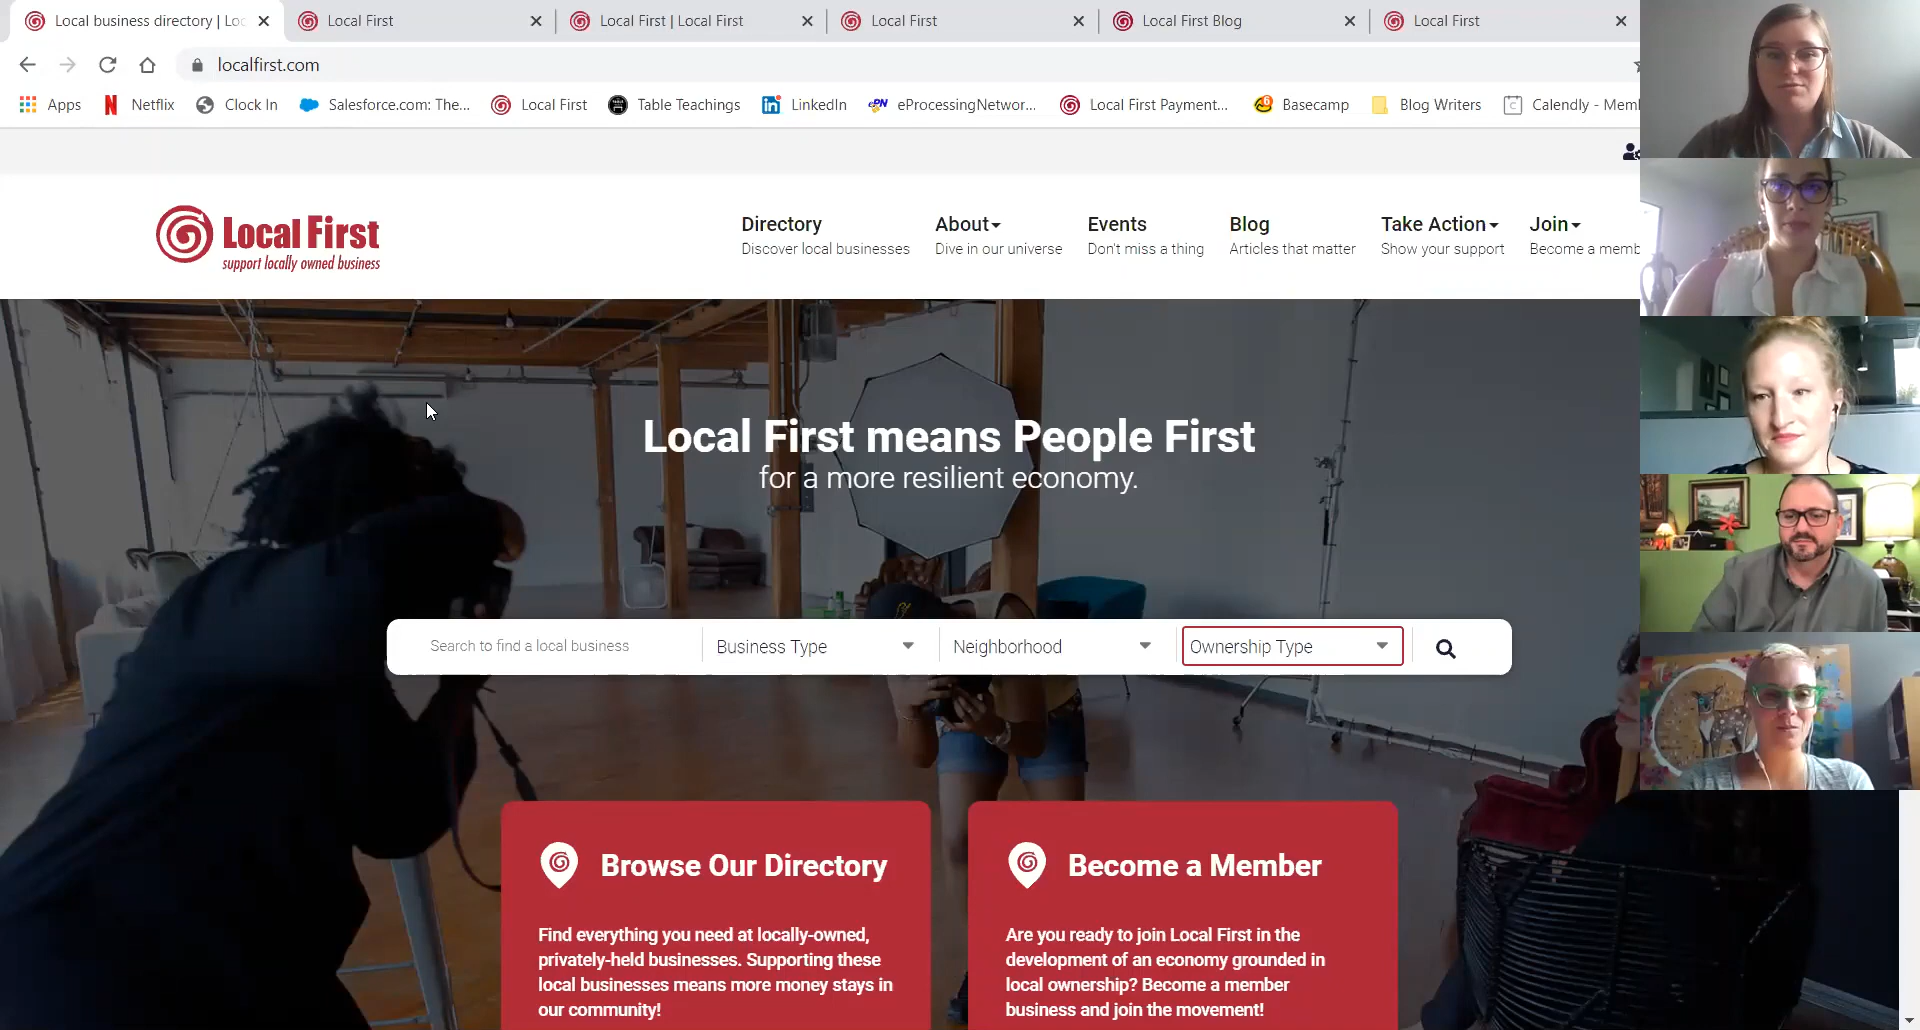 Local business directory | Loc
Local First
Local First | Local First
Local First
Local First Blog
Local First
localfirst.com
Apps
Netflix
Clock In
Salesforce.com: The...
Local First
Table Teachings
LinkedIn
eProcessingNetwor...
Local First Payment...
Basecamp
Blog Writers
Calendly - Meml
Local First
support locally owned business
Directory
Discover local businesses
About
Dive in our universe
Events
Don't miss a thing
Blog
Articles that matter
Take Action
Show your support
Join
Become a memb
Local First means People First
for a more resilient economy.
Search to find a local business
Business Type
Neighborhood
Ownership Type
Browse Our Directory
Find everything you need at locally-owned,
privately-held businesses. Supporting these
local businesses means more money stays in
our community!
Become a Member
Are you ready to join Local First in the
development of an economy grounded in
local ownership? Become a member
business and join the movement!